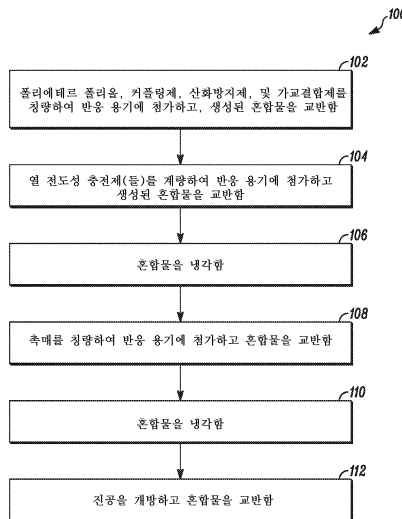 100
102
폴리에테르 폴리올, 커플링제, 산화방지제, 및 가교결합제를
칭량하여 반응 용기에 첨가하고, 생성된 혼합물을 교반함
104
열 전도성 충전제(들)를 계량하여 반응 용기에 첨가하고
생성된 혼합물을 교반함
106
혼합물을 냉각함
108
촉매를 칭량하여 반응 용기에 첨가하고 혼합물을 교반함
110
혼합물을 냉각함
112
진공을 개방하고 혼합물을 교반함